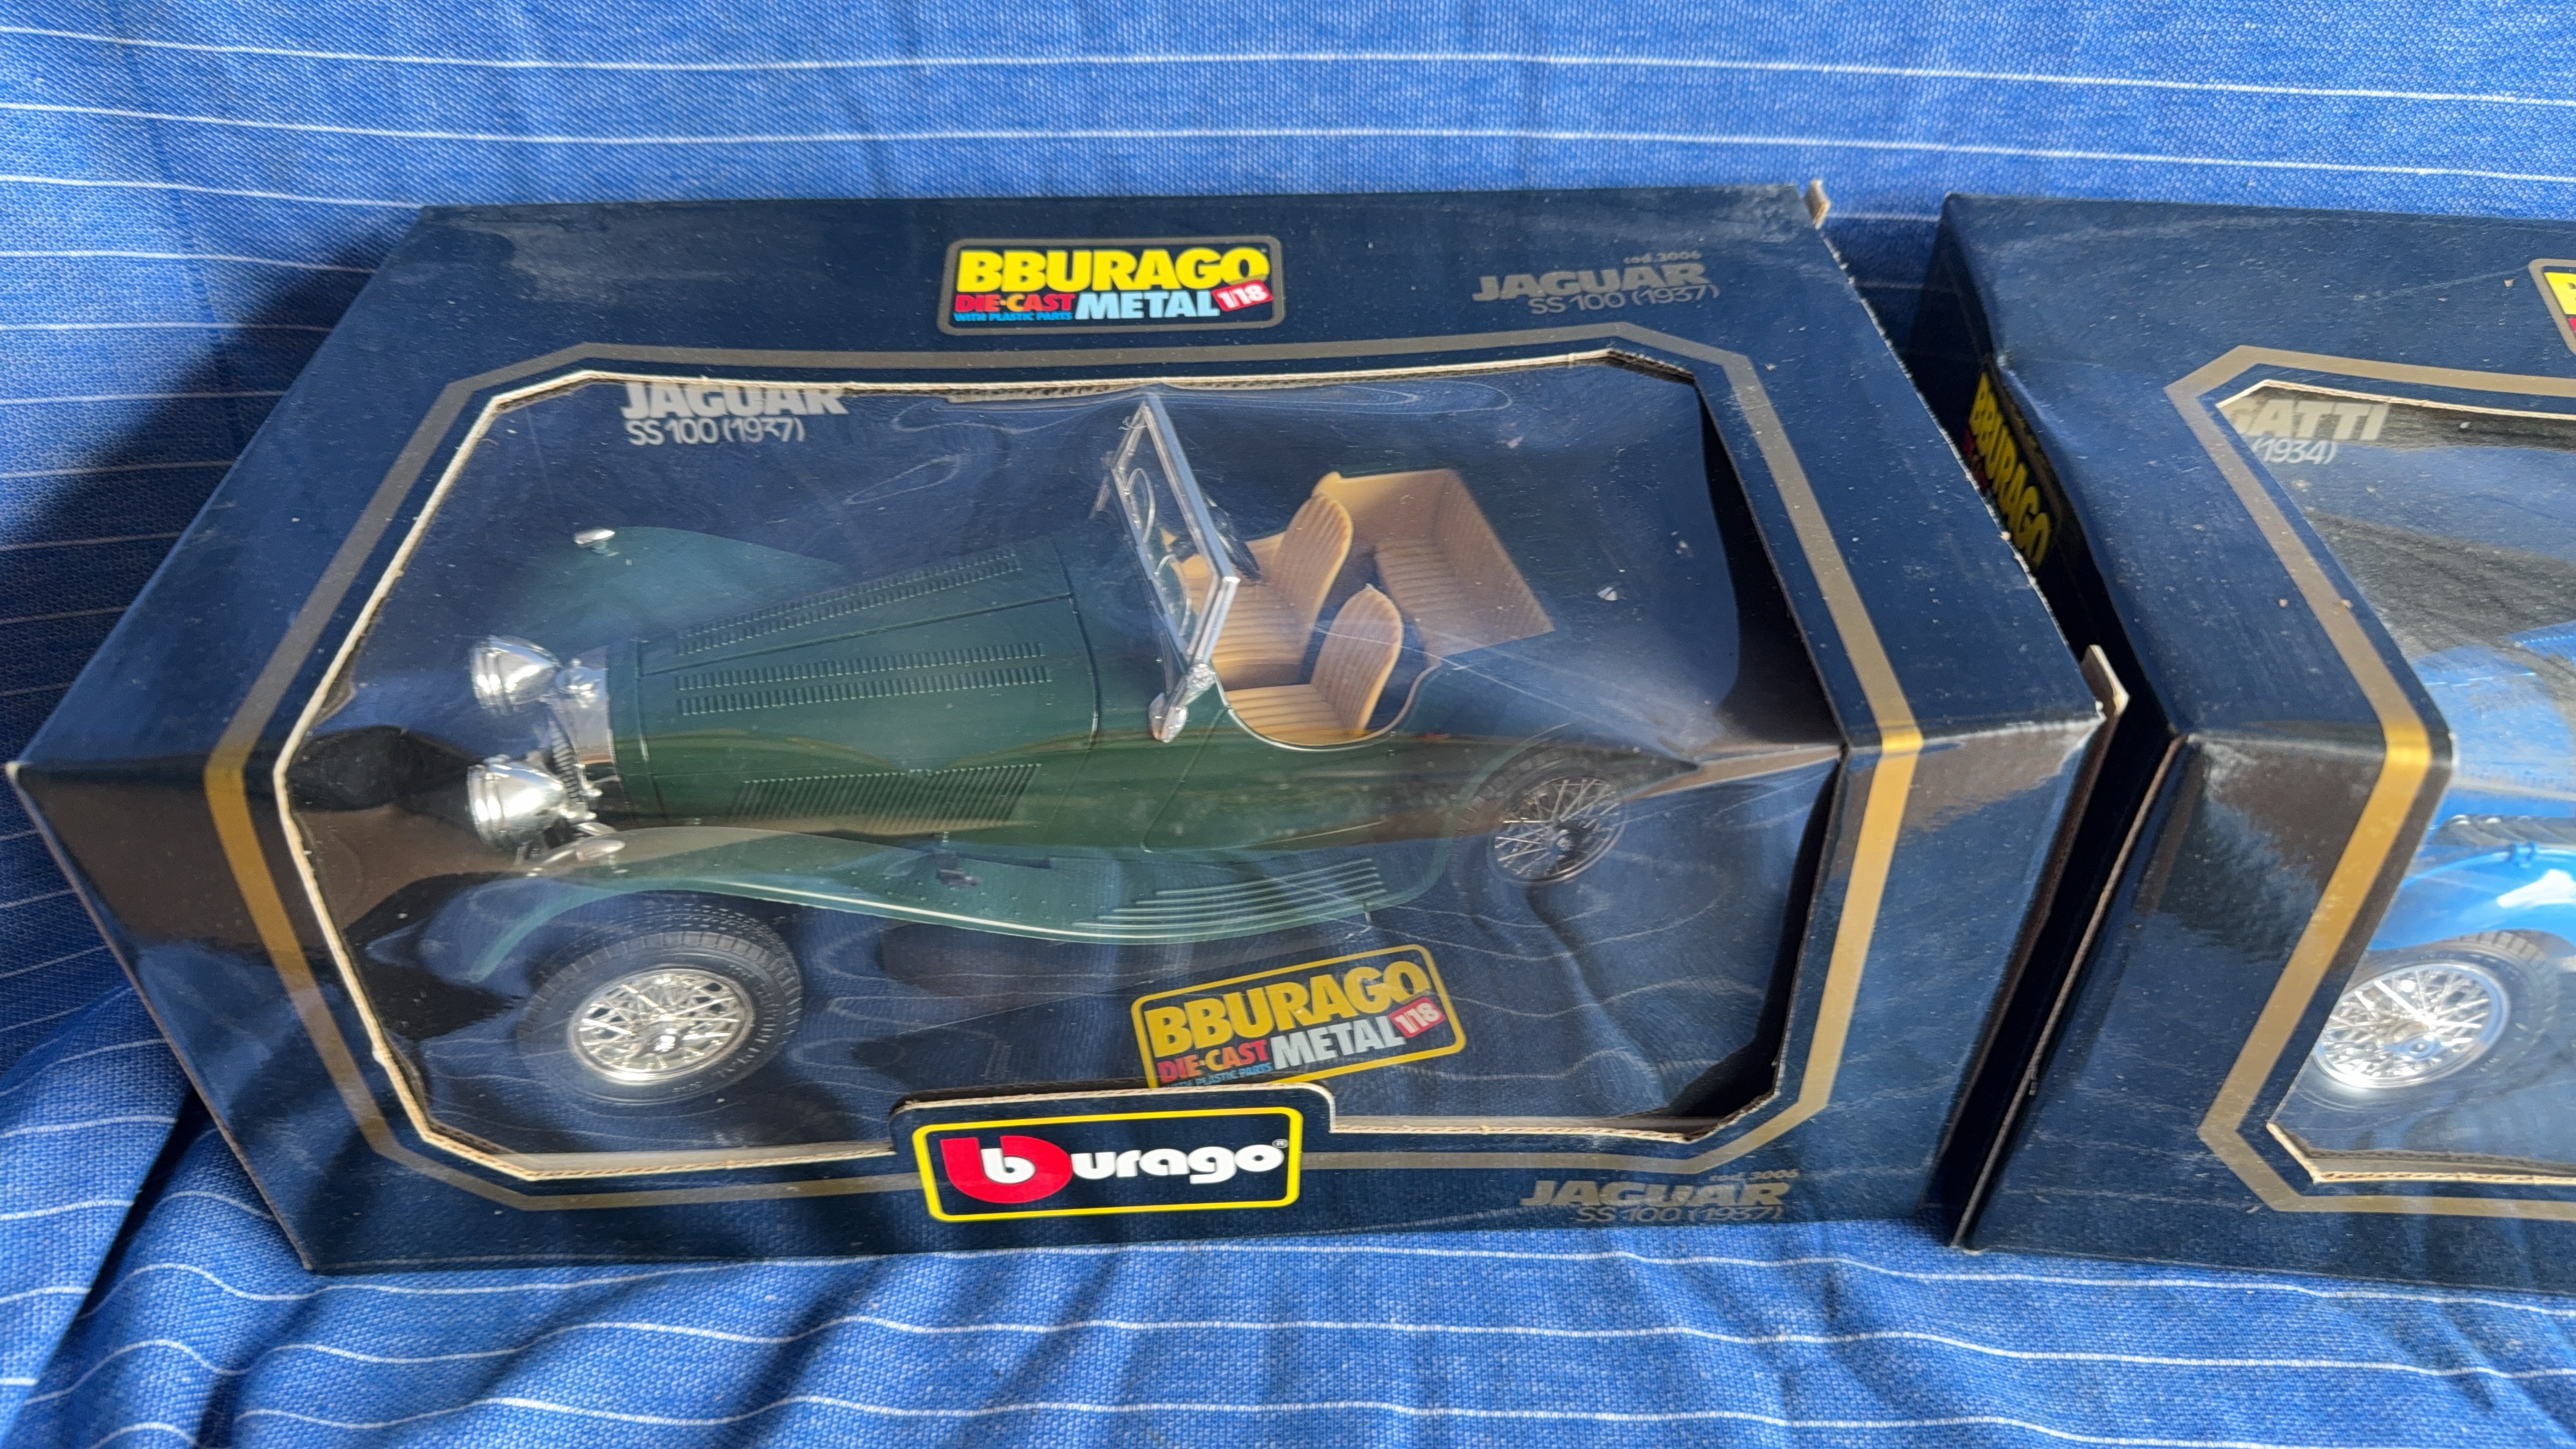 BBURAGO
DIE-CAST METAL 1/18
WITH PLASTIC PARTS
cod.3006
JAGUAR
SS 100 (1937)
JAGUAR
SS 100 (1937)
BBURAGO
DIE-CAST METAL 1/18
PLASTIC PARTS
burago®
cod.3006
JAGUAR
SS 100 (1937)
BBURAGO
GATTI
(1934)